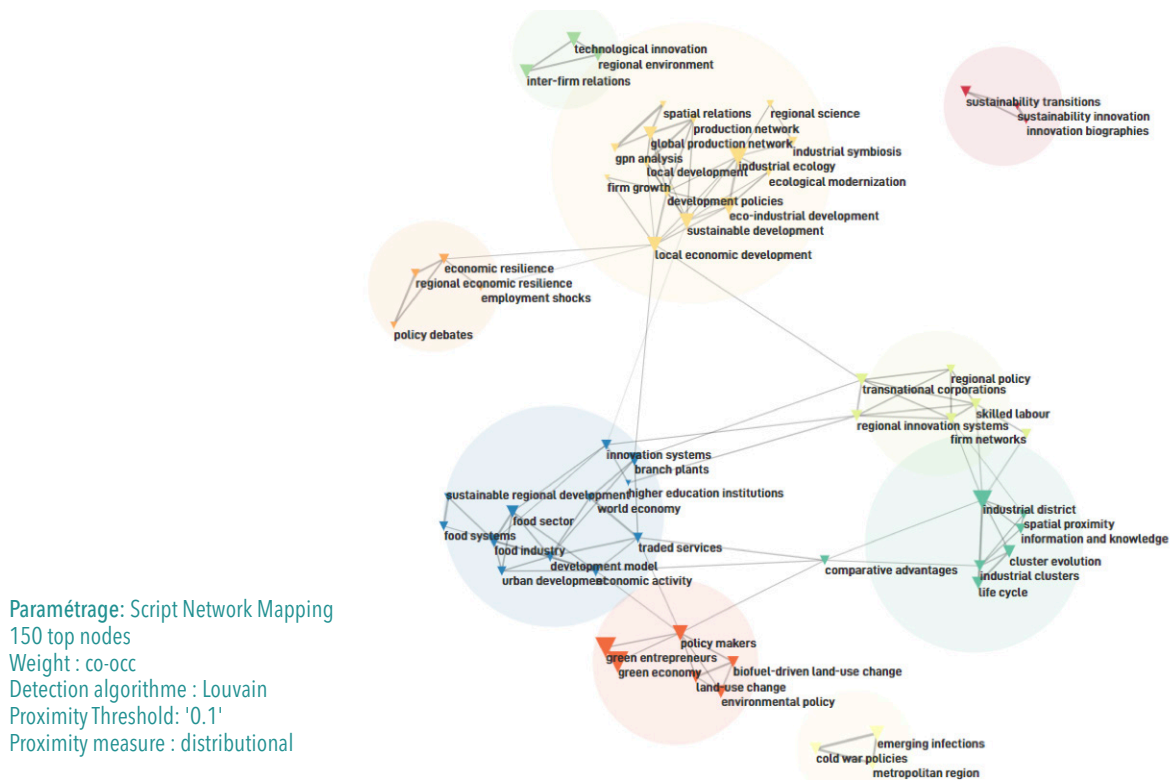 technological innovation
regional environment
inter-firm relations
sustainability transitions
sustainability innovation
innovation biographies
spatial relations
regional science
production network
global production network
industrial symbiosis
gpn analysis
industrial ecology
local development
ecological modernization
firm growth
development policies
eco-industrial development
sustainable development
local economic development
economic resilience
regional economic resilience
employment shocks
policy debates
regional policy
transnational corporations
skilled labour
regional innovation systems
firm networks
innovation systems
branch plants
sustainable regional development
higher education institutions
world economy
food sector
food systems
food industry
traded services
development model
urban development
economic activity
industrial district
spatial proximity
information and knowledge
cluster evolution
comparative advantages
industrial clusters
life cycle
policy makers
green entrepreneurs
green economy
biofuel-driven land-use change
land-use change
environmental policy
emerging infections
cold war policies
metropolitan region
Paramétrage: Script Network Mapping
150 top nodes
Weight : co-occ
Detection algorithme : Louvain
Proximity Threshold: '0.1'
Proximity measure : distributional